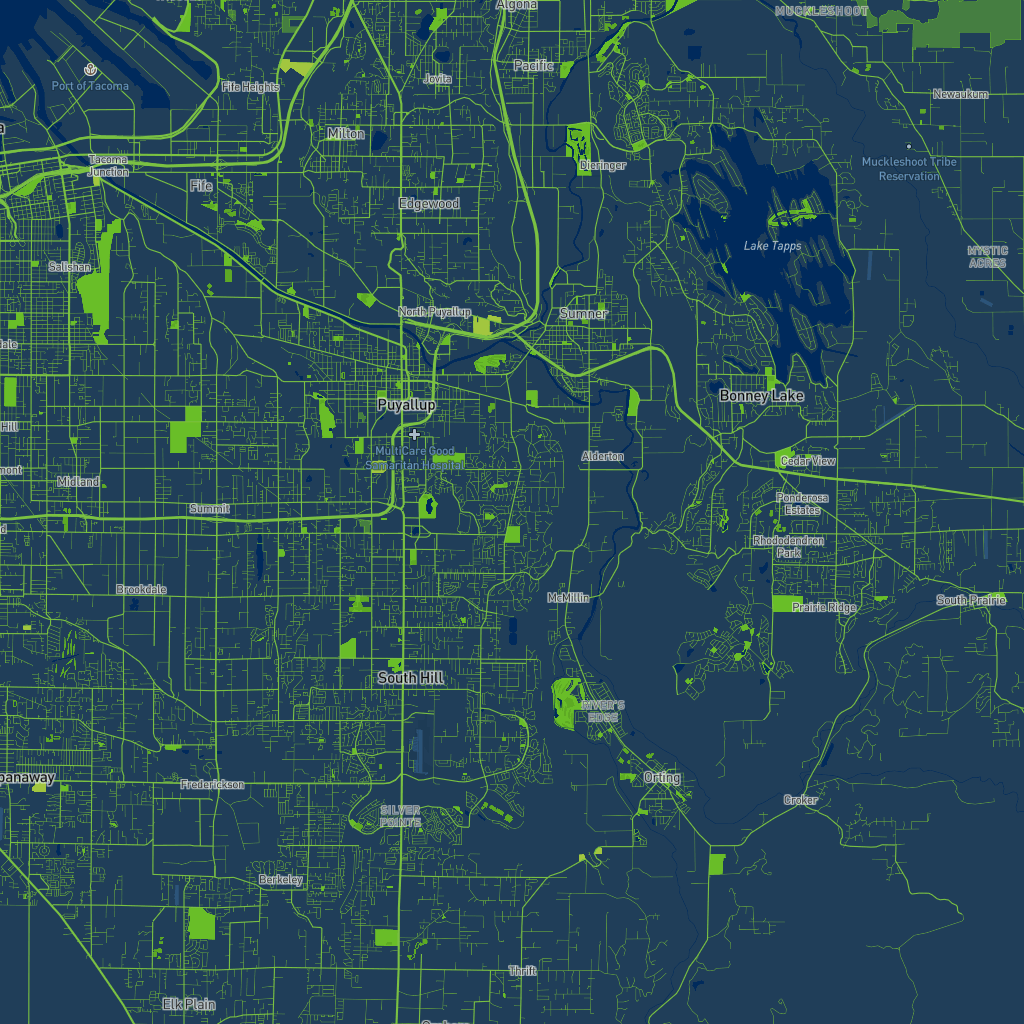 Algona
MUCKLESHOOT
Pacific
Jovita
Port of Tacoma
Fife Heights
Newaukum
Milton
Tacoma
Junction
Dieringer
Muckleshoot Tribe
Reservation
Fife
Edgewood
Lake Tapps
MYSTIC
ACRES
Salishan
North Puyallup
Sumner
Bonney Lake
Puyallup
Hill
MultiCare Good
Samaritan Hospital
Alderton
Cedar View
Midland
Ponderosa
Estates
Summit
Rhododendron
Park
Brookdale
McMillin
South Prairie
Prairie Ridge
South Hill
RIVER'S
EDGE
panaway
Frederickson
Orting
Croker
SILVER
POINTS
Berkeley
Thrift
Elk Plain